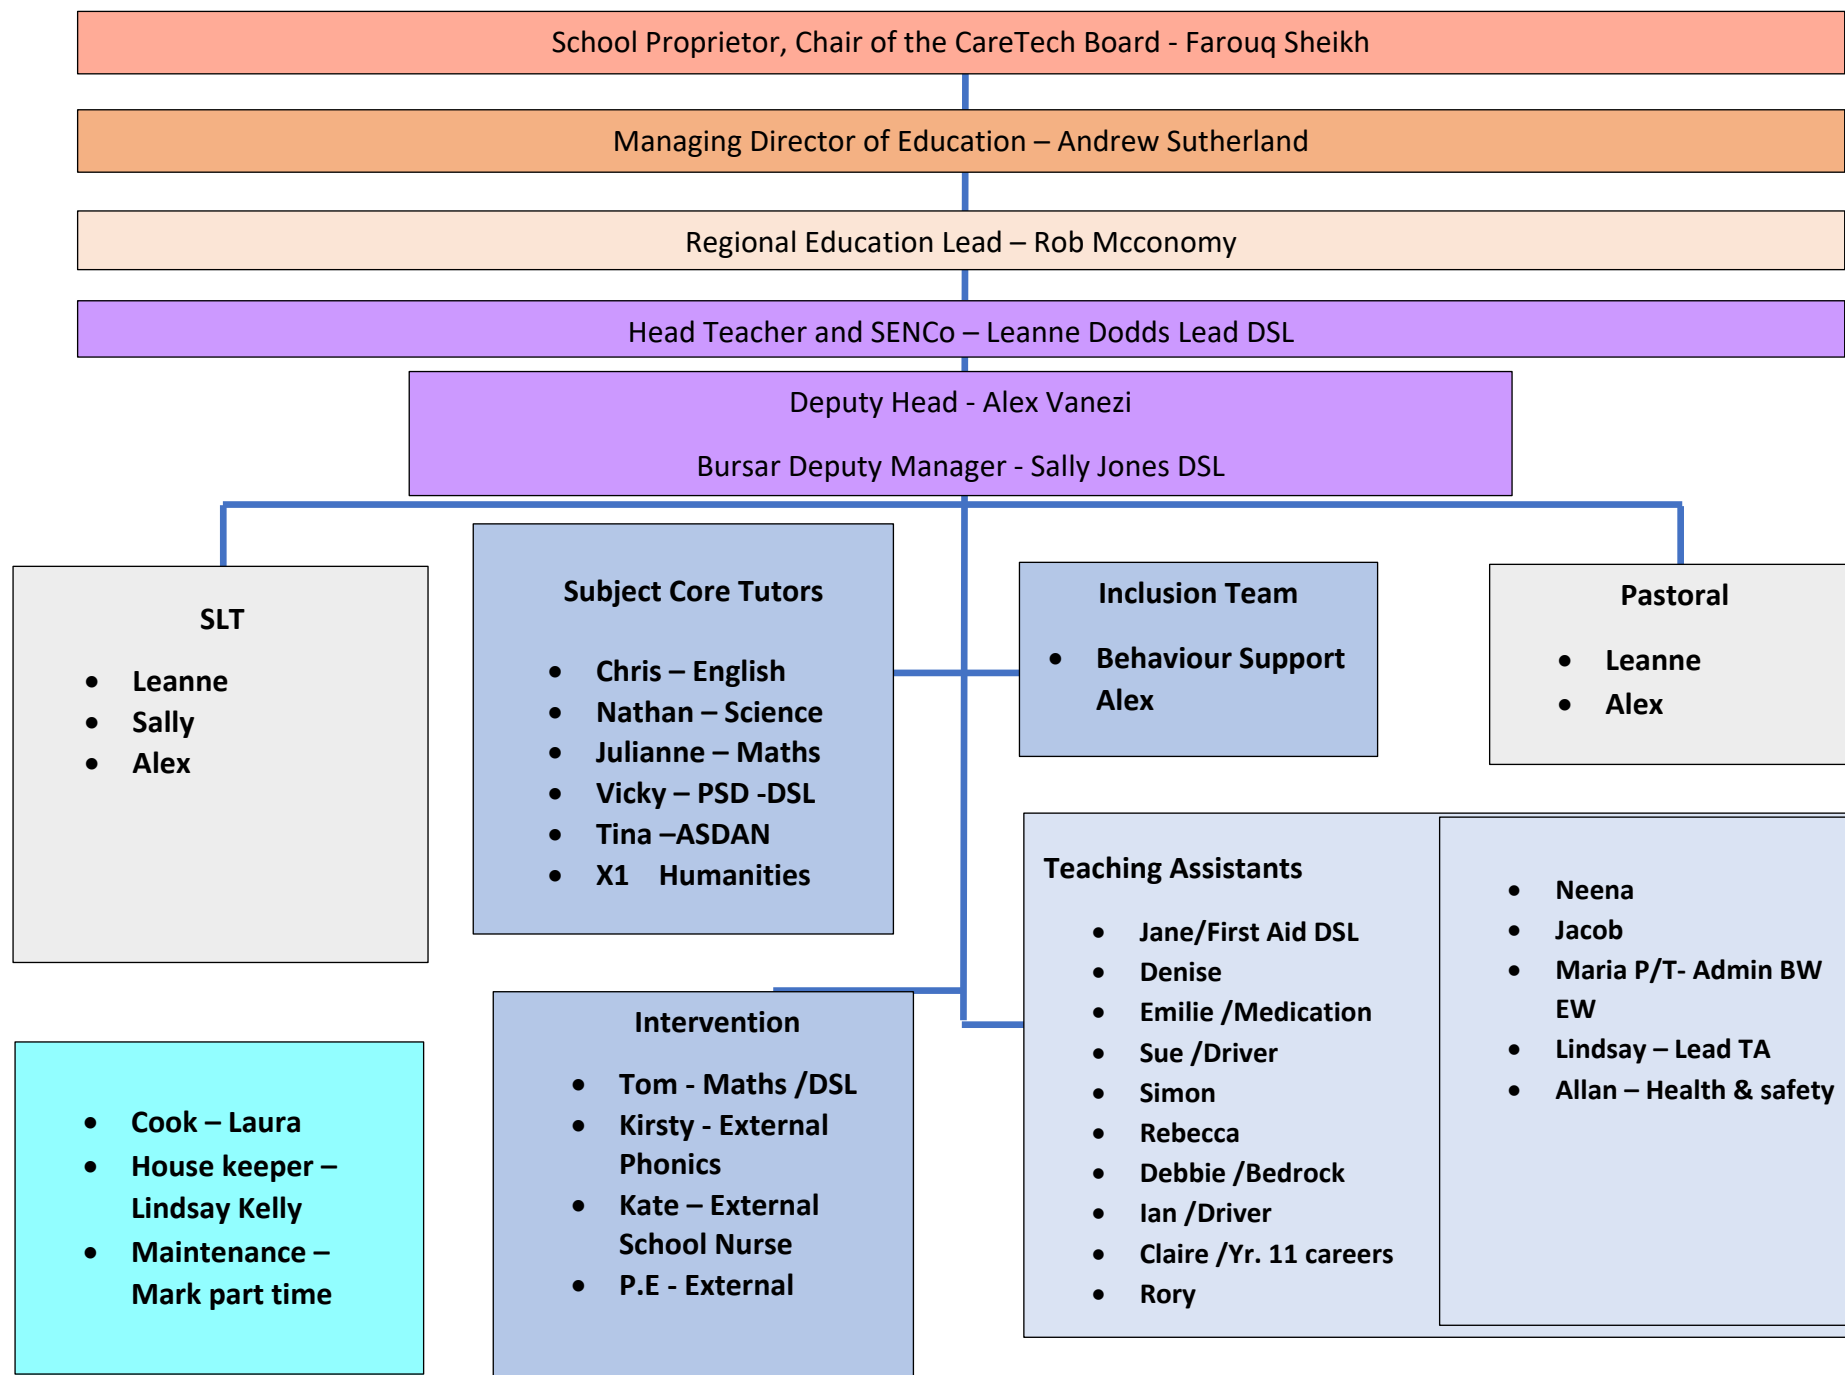 School Proprietor, Chair of the CareTech Board - Farouq Sheikh
Managing Director of Education – Andrew Sutherland
Regional Education Lead – Rob Mcconomy
Head Teacher and SENCo – Leanne Dodds Lead DSL
Deputy Head - Alex Vanezi
Bursar Deputy Manager - Sally Jones DSL
SLT
• Leanne
• Sally
• Alex
Subject Core Tutors
• Chris – English
• Nathan – Science
• Julianne – Maths
• Vicky – PSD -DSL
• Tina –ASDAN
• X1 Humanities
Inclusion Team
• Behaviour Support
Alex
Pastoral
• Leanne
• Alex
Teaching Assistants
• Jane/First Aid DSL
• Denise
• Emilie /Medication
• Sue /Driver
• Simon
• Rebecca
• Debbie /Bedrock
• Ian /Driver
• Claire /Yr. 11 careers
• Rory
• Neena
• Jacob
• Maria P/T- Admin BW
EW
• Lindsay – Lead TA
• Allan – Health & safety
Intervention
• Tom - Maths /DSL
• Kirsty - External
Phonics
• Kate – External
School Nurse
• P.E - External
• Cook – Laura
• House keeper –
Lindsay Kelly
• Maintenance –
Mark part time